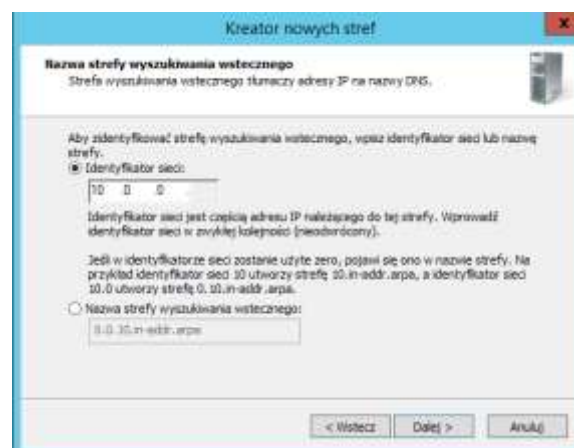 Kreator nowych stref
x
Nazwa strefy wyszukiwania wstecznego
Strefa wyszukiwania wstecznego tłumaczy adresy IP na nazwy DNS.
Aby zidentyfikować strefę wyszukiwania wstecznego, wpisz identyfikator sieci lub nazwę
strefy.
Identyfikator sieci:
10 0 0
Identyfikator sieci jest częścią adresu IP należącego do tej strefy. Wprowadź
identyfikator sieci w zwykłej kolejności (nieodwrócony).
Jeśli w identyfikatorze sieci zostanie użyte zero, pojawi się ono w nazwie strefy. Na
przykład identyfikator sieci 10 utworzy strefę 10.in-addr.arpa, a identyfikator sieci
10.0 utworzy strefę 0.10.in-addr.arpa.
Nazwa strefy wyszukiwania wstecznego:
0.0.10.in-addr.arpa
< Wstecz Dalej > Anuluj